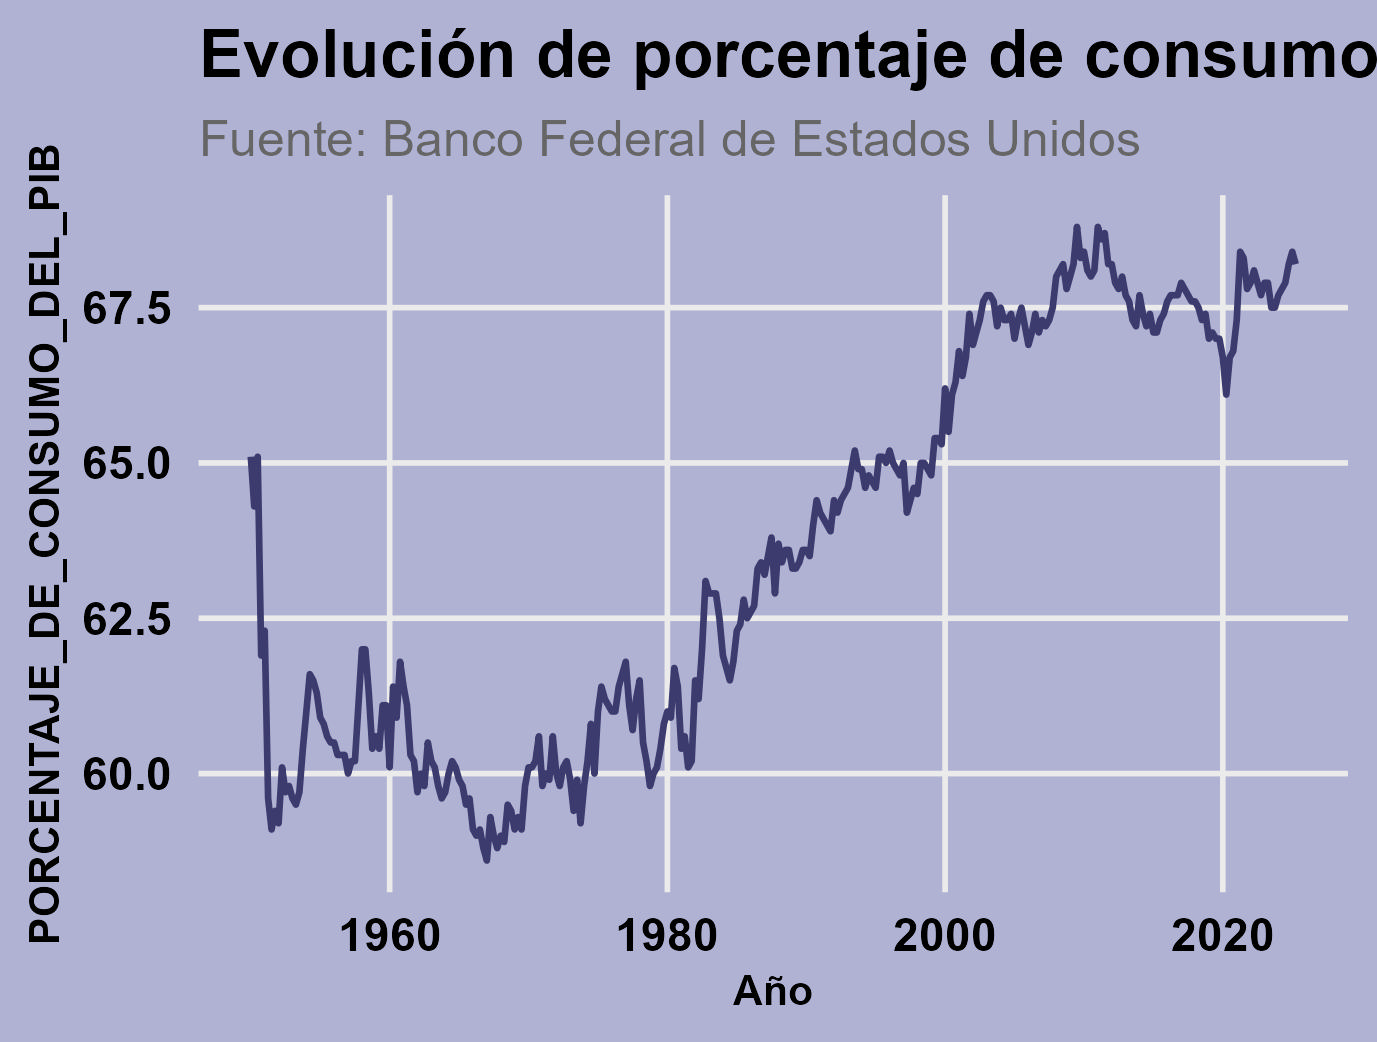 Evolución de porcentaje de consumo
Fuente: Banco Federal de Estados Unidos
PORCENTAJE_DE_CONSUMO_DEL_PIB
67.5
65.0
62.5
60.0
1960 1980 2000 2020
Año